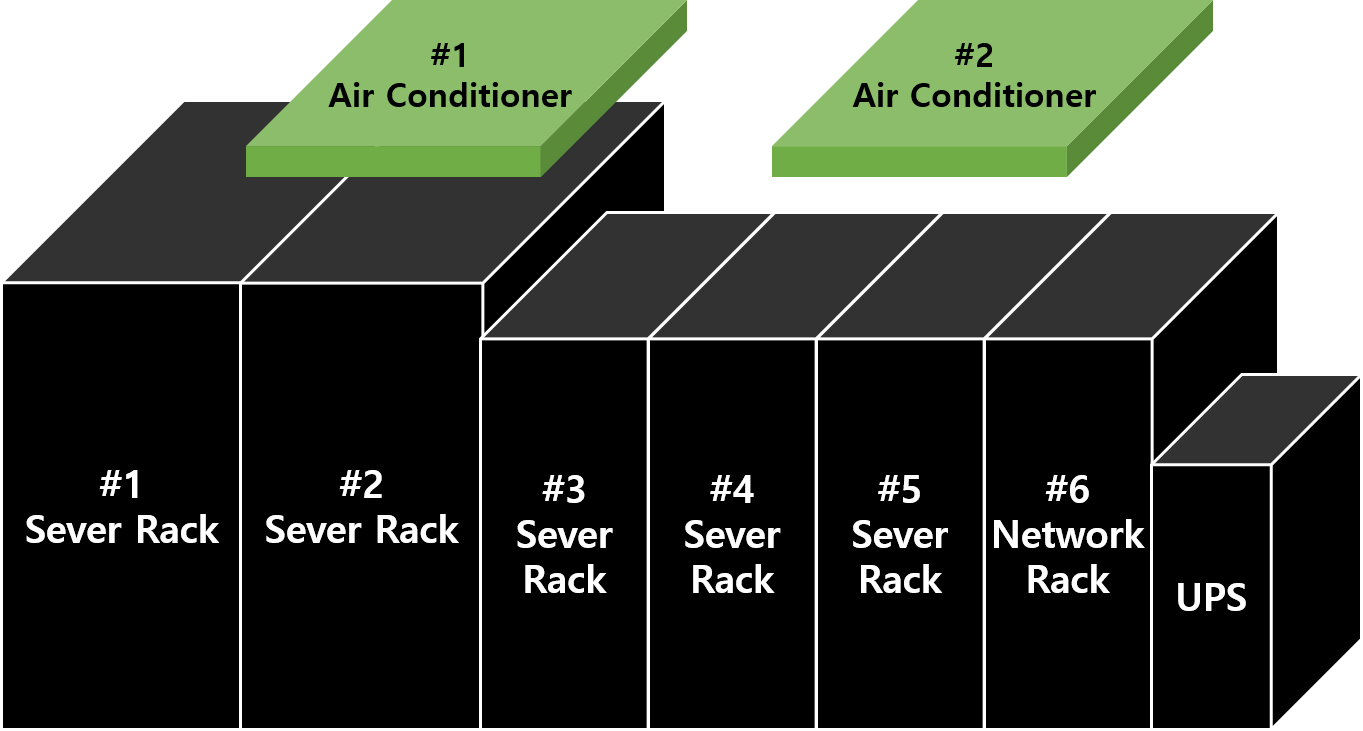 #1
Air Conditioner
#2
Air Conditioner
#1
Sever Rack
#2
Sever Rack
#3
Sever
Rack
#4
Sever
Rack
#5
Sever
Rack
#6
Network
Rack
UPS